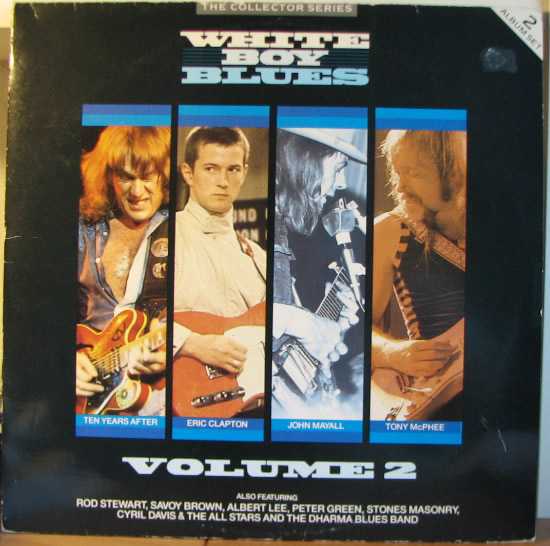 THE COLLECTOR SERIES
2
ALBUM SET
WHITE
BOY
BLUES
TEN YEARS AFTER
ERIC CLAPTON
JOHN MAYALL
TONY McPHEE
VOLUME 2
ALSO FEATURING
ROD STEWART, SAVOY BROWN, ALBERT LEE, PETER GREEN, STONES MASONRY,
CYRIL DAVIS & THE ALL STARS AND THE DHARMA BLUES BAND